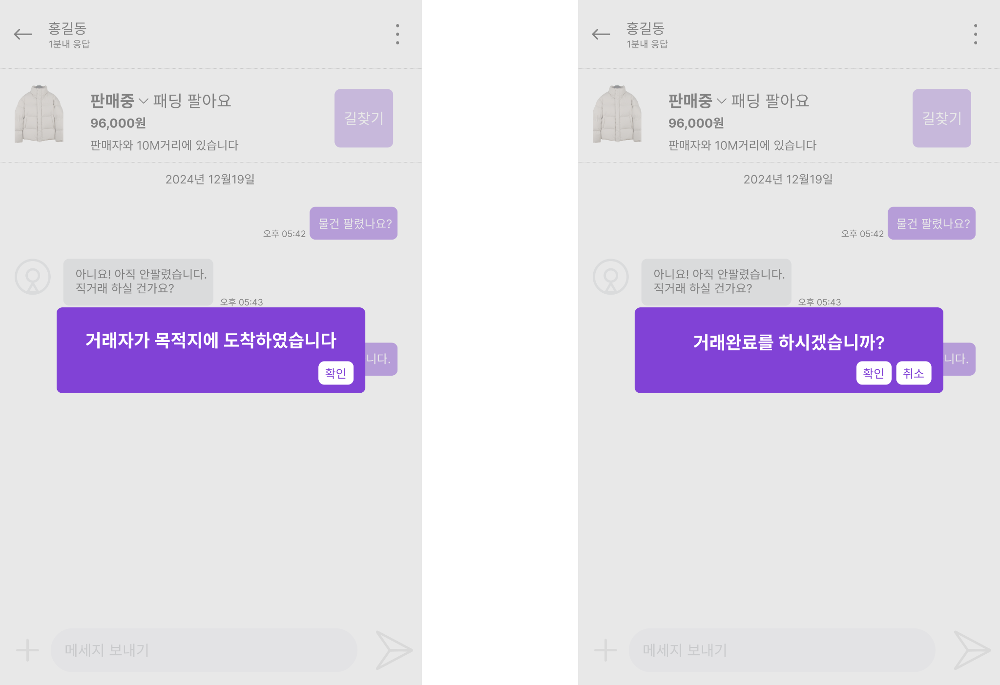 홍길동
1분내 응답
판매중 패딩 팔아요
96,000원
판매자와 10M거리에 있습니다
길찾기
2024년 12월19일
물건 팔렸나요?
오후 05:42
아니요! 아직 안팔렸습니다.
직거래 하실 건가요?
오후 05:43
거래자가 목적지에 도착하였습니다
확인
니다.
메세지 보내기
홍길동
1분내 응답
판매중 패딩 팔아요
96,000원
판매자와 10M거리에 있습니다
길찾기
2024년 12월19일
물건 팔렸나요?
오후 05:42
아니요! 아직 안팔렸습니다.
직거래 하실 건가요?
오후 05:43
거래완료를 하시겠습니까?
확인 취소
니다.
메세지 보내기